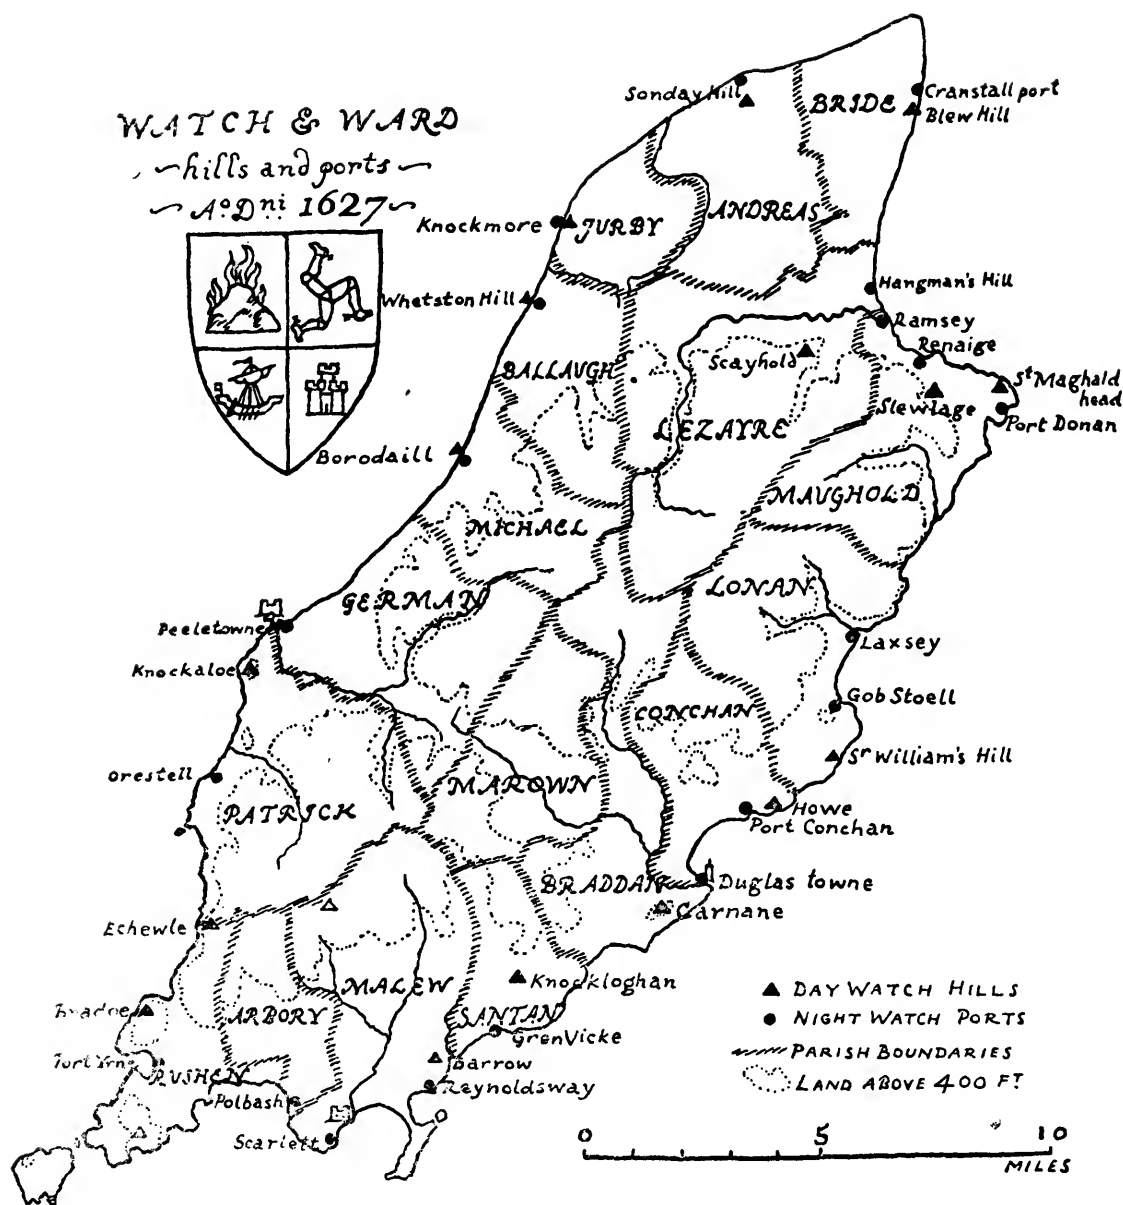 WATCH & WARD
hills and ports
Aº. Dni 1627
Sonday Hill
BRIDE
Cranstall port
Blew Hill
Knockmore
JURBY
ANDREAS
Whetston Hill
Hangman's Hill
Ramsey
Renaige
BALLAUGH
Scayhold
St Maghald
head
Slewlage
Port Donan
LEZAYRE
Borodaill
MAUGHOLD
MICHAEL
GERMAN
LONAN
Peeletowne
Laxsey
Knockaloe
CONCHAN
Gob Stoell
Sr William's Hill
Orestell
MAROWN
PATRICK
Howe
Port Conchan
BRADDAN
Duglas towne
Carnane
Echewle
Knockloghan
MALEW
ARBORY
SANTAN
GrenVicke
Barrow
RUSHEN
Reynoldsway
Polbash
Scarlett
DAY WATCH HILLS
NIGHT WATCH PORTS
PARISH BOUNDARIES
LAND ABOVE 400 FT
0 5 10
MILES